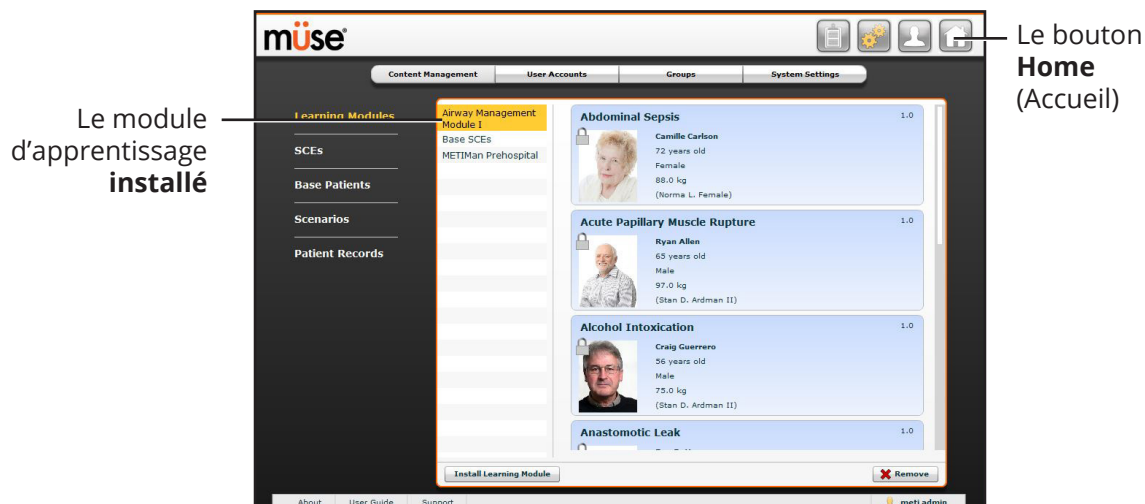 müse
Le bouton
Home
(Accueil)
Content Management User Accounts Groups System Settings
Le module
d'apprentissage
installé
Learning Modules
SCEs
Base Patients
Scenarios
Patient Records
Airway Management
Module I
Base SCEs
METIMan Prehospital
Abdominal Sepsis 1.0
Camille Carlson
72 years old
Female
88.0 kg
(Norma L. Female)
Acute Papillary Muscle Rupture 1.0
Ryan Allen
65 years old
Male
97.0 kg
(Stan D. Ardman II)
Alcohol Intoxication 1.0
Craig Guerrero
56 years old
Male
75.0 kg
(Stan D. Ardman II)
Anastomotic Leak 1.0
Install Learning Module Remove
About User Guide Support meti admin